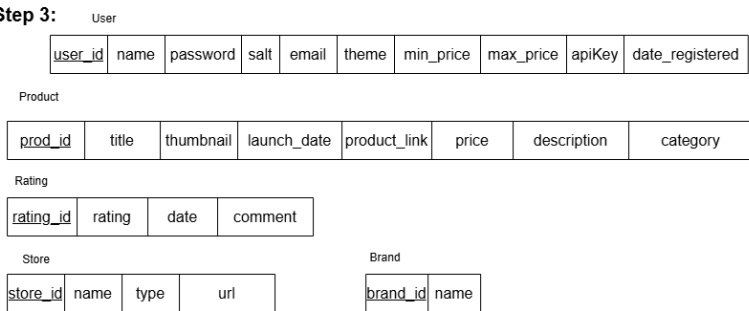 Step 3:
User
user_id name password salt email theme min_price max_price apiKey date_registered
Product
prod_id title thumbnail launch_date product_link price description category
Rating
rating_id rating date comment
Store Brand
store_id name type url brand_id name